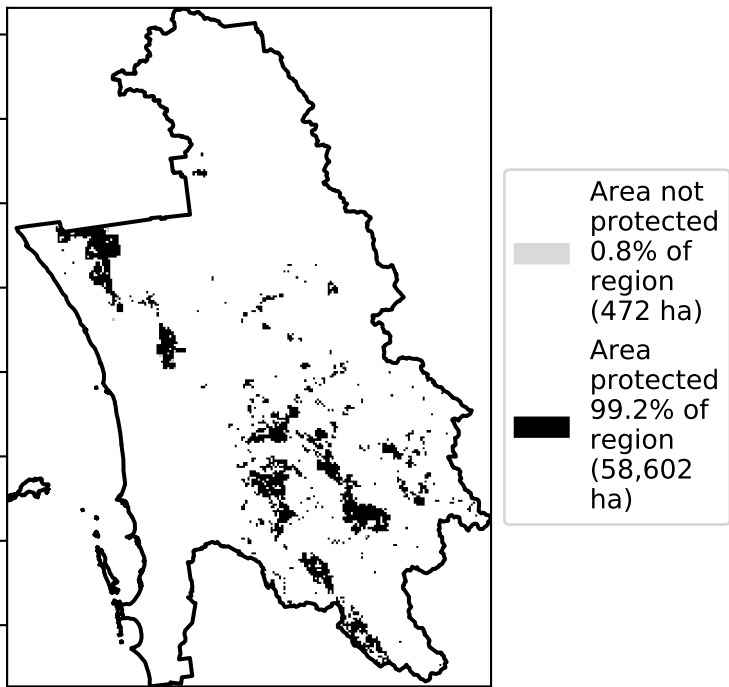 Area not
protected
0.8% of
region
(472 ha)
Area
protected
99.2% of
region
(58,602
ha)